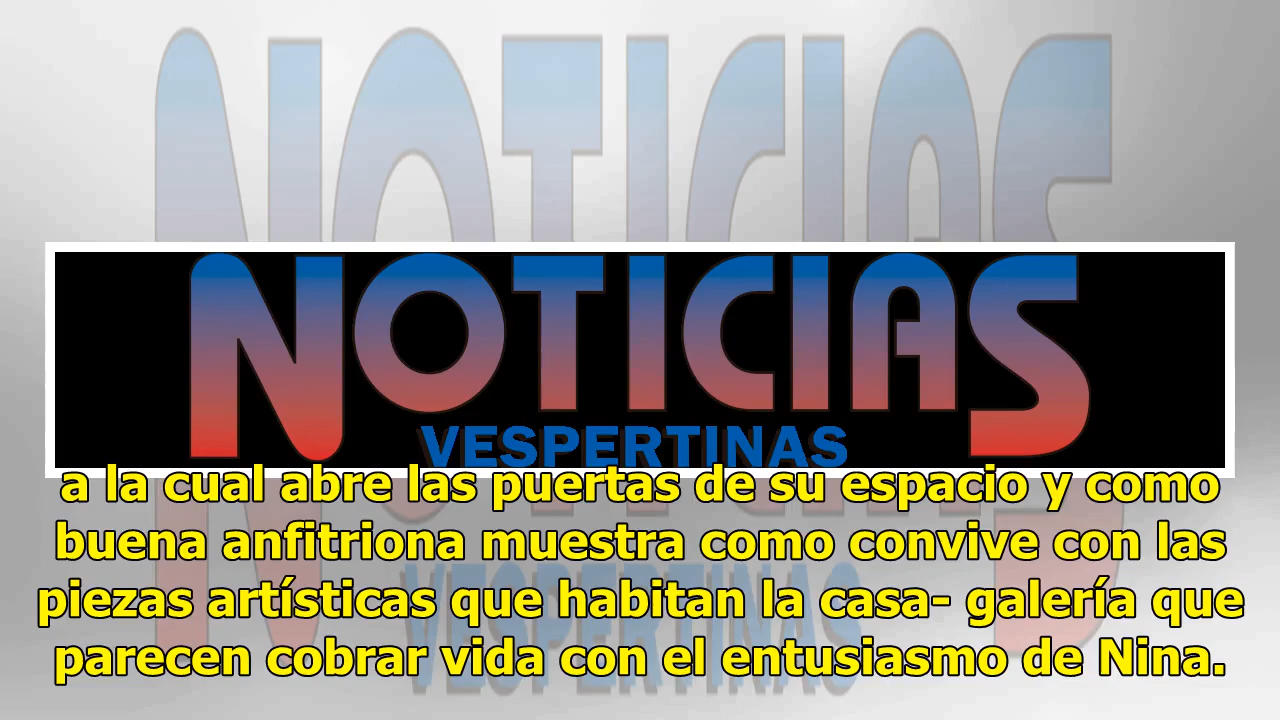 NOTICIAS
VESPERTINAS
a la cual abre las puertas de su espacio y como
buena anfitriona muestra como convive con las
piezas artísticas que habitan la casa- galería que
parecen cobrar vida con el entusiasmo de Nina.